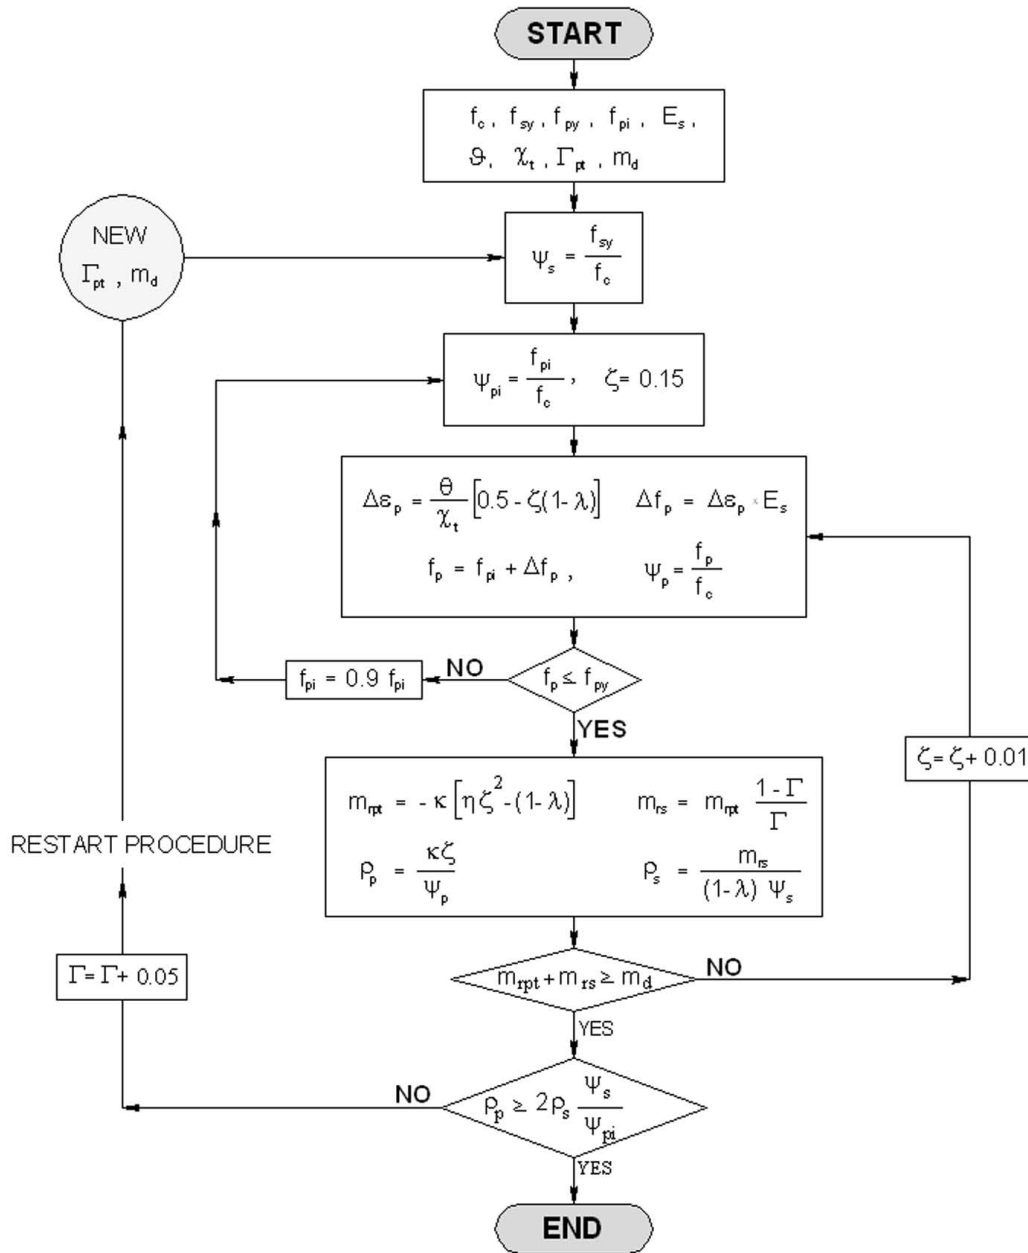 START
f_c , f_sy, f_py , f_pi , E_s ,
ϑ, χ_t , Γ_pt , m_d
NEW
Γ_pt , m_d
ψ_s = f_sy / f_c
ψ_pi = f_pi / f_c , ζ= 0.15
Δε_p = θ/χ_t [0.5 - ζ(1- λ)] Δf_p = Δε_p · E_s
f_p = f_pi + Δf_p , ψ_p = f_p / f_c
f_pi = 0.9 f_pi
NO
f_p ≤ f_py
YES
ζ= ζ+ 0.01
m_rpt = - κ [η ζ^2 -(1- λ)] m_rs = m_rpt (1 - Γ) / Γ
ρ_p = κζ / ψ_p ρ_s = m_rs / ((1- λ) ψ_s)
RESTART PROCEDURE
Γ= Γ+ 0.05
m_rpt + m_rs ≥ m_d
NO
YES
NO
ρ_p ≥ 2ρ_s ψ_s / ψ_pi
YES
END